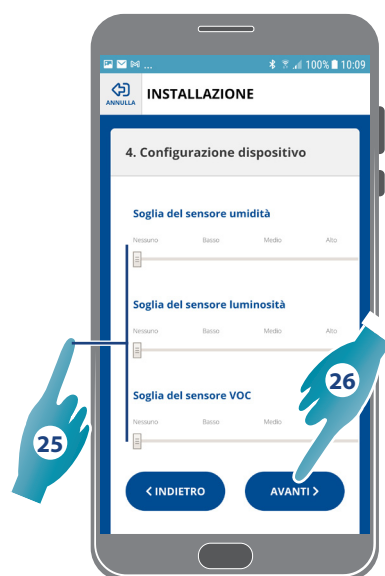 ... 100% 10:09
ANNULLA INSTALLAZIONE
4. Configurazione dispositivo
Soglia del sensore umidità
Nessuno Basso Medio Alto
Soglia del sensore luminosità
Nessuno Basso Medio Alto
Soglia del sensore VOC
Nessuno Basso Medio
< INDIETRO AVANTI >
25
26